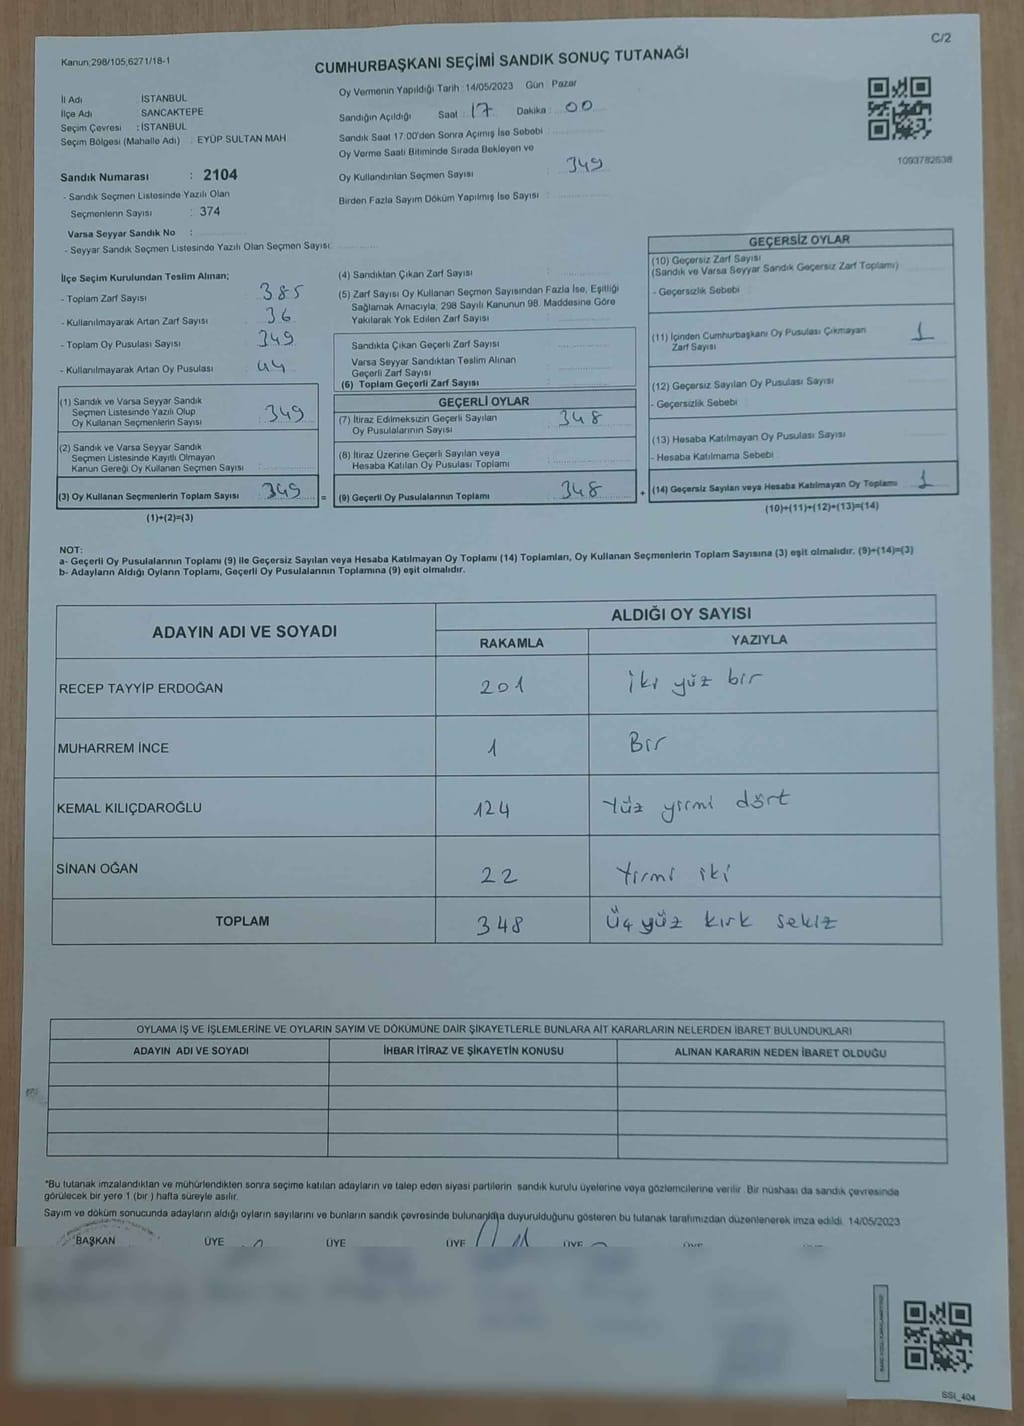 C/2
Kanun;298/105,6271/18-1
CUMHURBAŞKANI SEÇİMİ SANDIK SONUÇ TUTANAĞI
İl Adı İSTANBUL
İlçe Adı SANCAKTEPE
Seçim Çevresi : İSTANBUL
Seçim Bölgesi (Mahalle Adı) : EYÜP SULTAN MAH
Oy Vermenin Yapıldığı Tarih :14/05/2023 Gün : Pazar
Sandığın Açıldığı Saat : 17 Dakika : 00
Sandık Saat 17:00'den Sonra Açımış İse Sebebi :
Oy Verme Saati Bitiminde Sırada Bekleyen ve
Oy Kullandırılan Seçmen Sayısı : 349
Birden Fazla Sayım Döküm Yapılmış İse Sayısı :
1093782638
Sandık Numarası : 2104
- Sandık Seçmen Listesinde Yazılı Olan
Seçmenlerin Sayısı : 374
Varsa Seyyar Sandık No :
- Seyyar Sandık Seçmen Listesinde Yazılı Olan Seçmen Sayısı:
İlçe Seçim Kurulundan Teslim Alınan;
- Toplam Zarf Sayısı : 385
- Kullanılmayarak Artan Zarf Sayısı : 36
- Toplam Oy Pusulası Sayısı : 349
- Kullanılmayarak Artan Oy Pusulası : 44
(1) Sandık ve Varsa Seyyar Sandık
Seçmen Listesinde Yazılı Olup
Oy Kullanan Seçmenlerin Sayısı : 349
(2) Sandık ve Varsa Seyyar Sandık
Seçmen Listesinde Kayıtlı Olmayan
Kanun Gereği Oy Kullanan Seçmen Sayısı :
(3) Oy Kullanan Seçmenlerin Toplam Sayısı : 349 =
(1)+(2)=(3)
(4) Sandıktan Çıkan Zarf Sayısı :
(5) Zarf Sayısı Oy Kullanan Seçmen Sayısından Fazla İse, Eşitliği
Sağlamak Amacıyla, 298 Sayılı Kanunun 98. Maddesine Göre
Yakılarak Yok Edilen Zarf Sayısı :
Sandıkta Çıkan Geçerli Zarf Sayısı :
Varsa Seyyar Sandıktan Teslim Alınan
Geçerli Zarf Sayısı :
(6) Toplam Geçerli Zarf Sayısı :
GEÇERLİ OYLAR
(7) İtiraz Edilmeksizin Geçerli Sayılan
Oy Pusulalarının Sayısı : 348
(8) İtiraz Üzerine Geçerli Sayılan veya
Hesaba Katılan Oy Pusulası Toplamı :
(9) Geçerli Oy Pusulalarının Toplamı : 348 +
GEÇERSİZ OYLAR
(10) Geçersiz Zarf Sayısı
(Sandık ve Varsa Seyyar Sandık Geçersiz Zarf Toplamı)
- Geçersizlik Sebebi :
(11) İçinden Cumhurbaşkanı Oy Pusulası Çıkmayan
Zarf Sayısı : 1
(12) Geçersiz Sayılan Oy Pusulası Sayısı
- Geçersizlik Sebebi :
(13) Hesaba Katılmayan Oy Pusulası Sayısı
- Hesaba Katılmama Sebebi :
(14) Geçersiz Sayılan veya Hesaba Katılmayan Oy Toplamı : 1
(10)+(11)+(12)+(13)=(14)
NOT:
a- Geçerli Oy Pusulalarının Toplamı (9) ile Geçersiz Sayılan veya Hesaba Katılmayan Oy Toplamı (14) Toplamları, Oy Kullanan Seçmenlerin Toplam Sayısına (3) eşit olmalıdır. (9)+(14)=(3)
b- Adayların Aldığı Oyların Toplamı, Geçerli Oy Pusulalarının Toplamına (9) eşit olmalıdır.
ADAYIN ADI VE SOYADI ALDIĞI OY SAYISI
RAKAMLA YAZIYLA
RECEP TAYYİP ERDOĞAN 201 iki yüz bir
MUHARREM İNCE 1 Bir
KEMAL KILIÇDAROĞLU 124 Yüz yirmi dört
SİNAN OĞAN 22 Yirmi iki
TOPLAM 348 Üç yüz kırk sekiz
OYLAMA İŞ VE İŞLEMLERİNE VE OYLARIN SAYIM VE DÖKÜMÜNE DAİR ŞİKAYETLERLE BUNLARA AİT KARARLARIN NELERDEN İBARET BULUNDUKLARI
ADAYIN ADI VE SOYADI İHBAR İTİRAZ VE ŞİKAYETİN KONUSU ALINAN KARARIN NEDEN İBARET OLDUĞU
*Bu tutanak imzalandıktan ve mühürlendikten sonra seçime katılan adayların ve talep eden siyasi partilerin sandık kurulu üyelerine veya gözlemcilerine verilir. Bir nüshası da sandık çevresinde
görülecek bir yere 1 (bir ) hafta süreyle asılır.
Sayım ve döküm sonucunda adayların aldığı oyların sayılarını ve bunların sandık çevresinde bulunanlara duyurulduğunu gösteren bu tutanak tarafımızdan düzenlenerek imza edildi. 14/05/2023
BAŞKAN ÜYE ÜYE ÜYE ÜYE
SSI_404